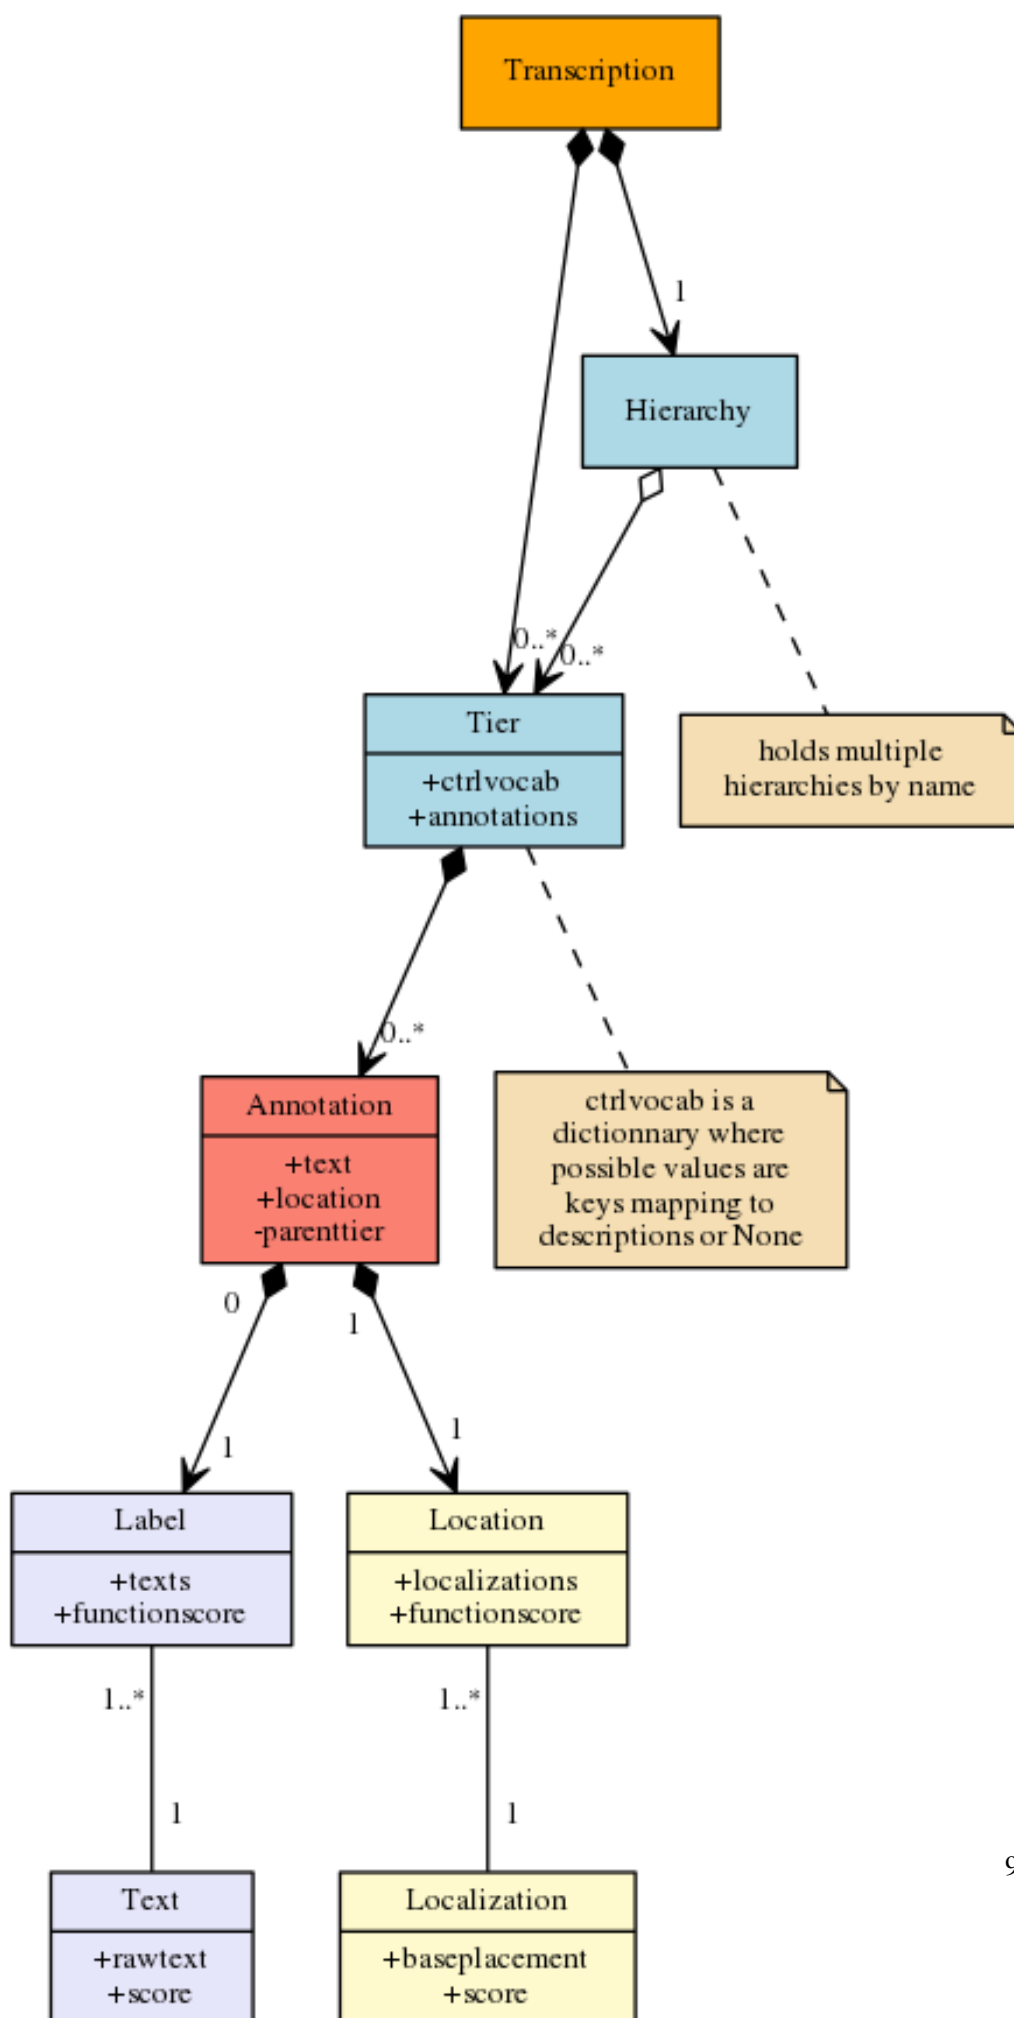 Transcription
1
Hierarchy
0..*
0..*
Tier
+ctrlvocab
+annotations
holds multiple
hierarchies by name
0..*
Annotation
+text
+location
-parenttier
ctrlvocab is a
dictionnary where
possible values are
keys mapping to
descriptions or None
0
1
1
1
Label
+texts
+functionscore
Location
+localizations
+functionscore
1..*
1..*
1
1
9
Text
+rawtext
+score
Localization
+baseplacement
+score